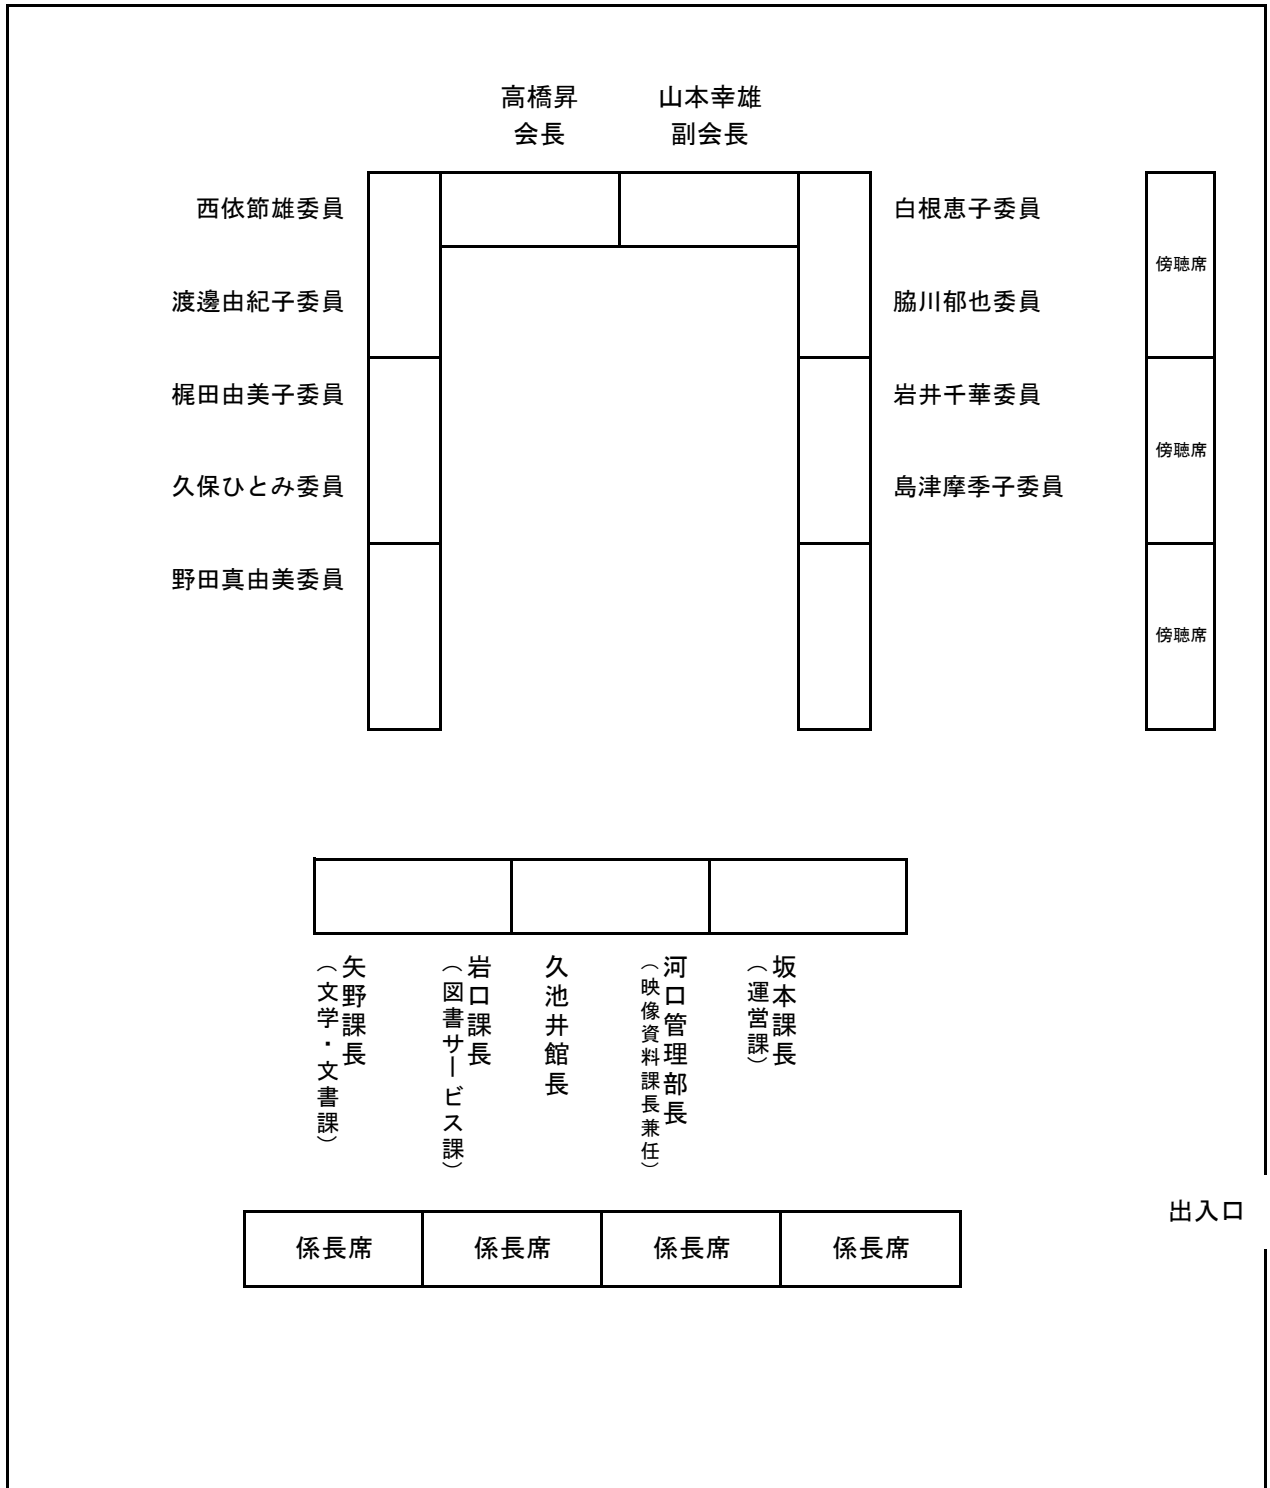 高橋昇
会長
山本幸雄
副会長
西依節雄委員
渡邊由紀子委員
梶田由美子委員
久保ひとみ委員
野田真由美委員
白根恵子委員
脇川郁也委員
岩井千華委員
島津摩季子委員
傍聴席
傍聴席
傍聴席
矢野課長
（文学・文書課）
岩口課長
（図書サービス課）
久池井館長
河口管理部長
（映像資料課長兼任）
坂本課長
（運営課）
出入口
係長席
係長席
係長席
係長席